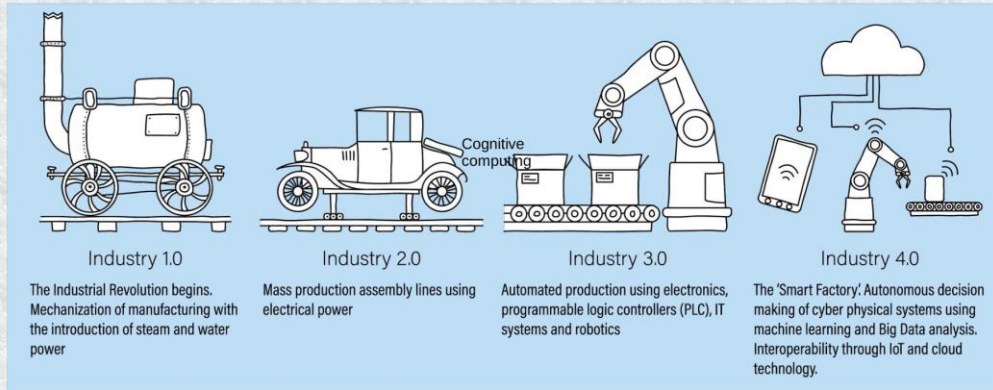 Cognitive
computing
Industry 1.0
The Industrial Revolution begins.
Mechanization of manufacturing with
the introduction of steam and water
power
Industry 2.0
Mass production assembly lines using
electrical power
Industry 3.0
Automated production using electronics,
programmable logic controllers (PLC), IT
systems and robotics
Industry 4.0
The ‘Smart Factory’. Autonomous decision
making of cyber physical systems using
machine learning and Big Data analysis.
Interoperability through IoT and cloud
technology.